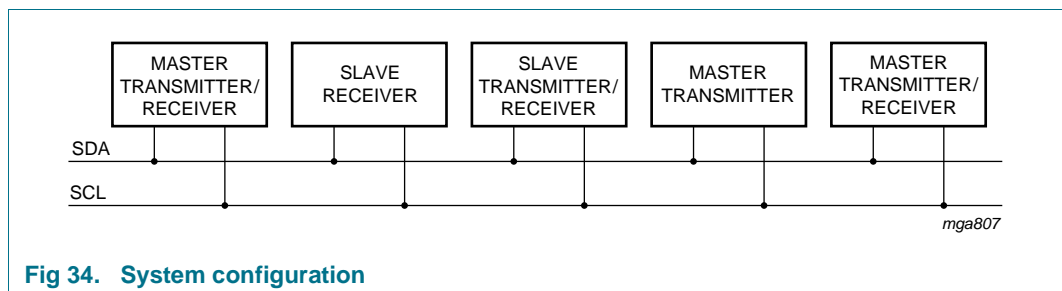 MASTER
TRANSMITTER/
RECEIVER
SLAVE
RECEIVER
SLAVE
TRANSMITTER/
RECEIVER
MASTER
TRANSMITTER
MASTER
TRANSMITTER/
RECEIVER
SDA
SCL
mga807
Fig 34. System configuration